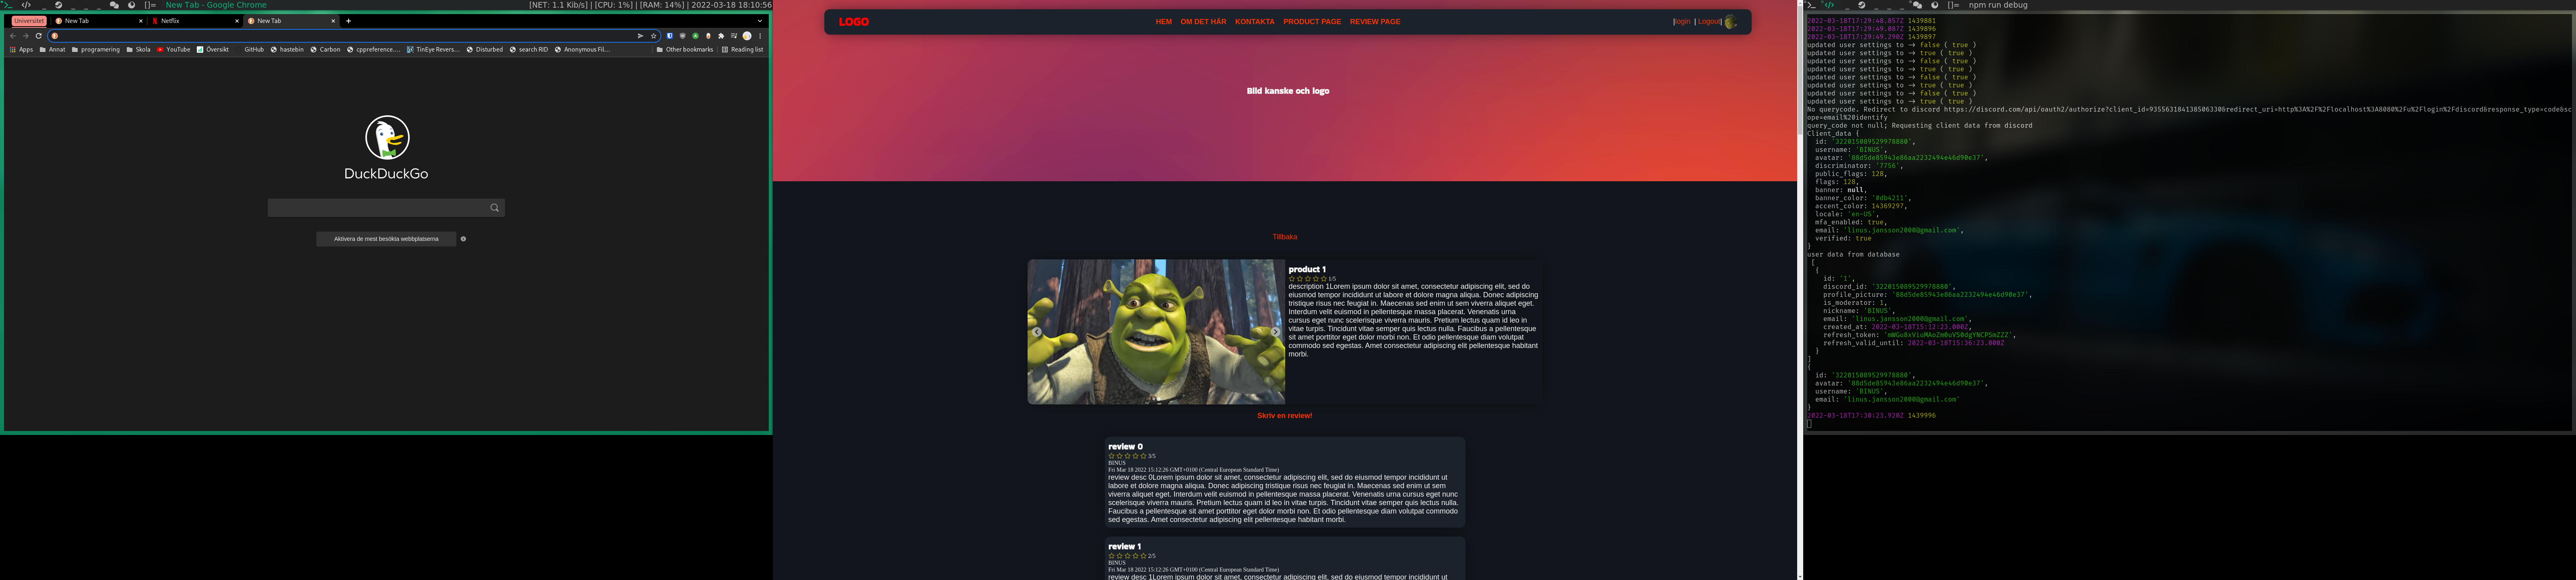 [NET: 1.1 Kib/s] | [CPU: 1%] | [RAM: 14%] | 2022-03-18 18:10:56
New Tab - Google Chrome
Universitet
New Tab
Netflix
New Tab
Apps
Annat
programering
Skola
YouTube
Översikt
GitHub
hastebin
Carbon
cppreference....
TinEye Revers...
Disturbed
search RID
Anonymous Fil...
Other bookmarks
Reading list
DuckDuckGo
Aktivera de mest besökta webbplatserna
LOGO
HEM
OM DET HÄR
KONTAKTA
PRODUCT PAGE
REVIEW PAGE
|login | Logout|
Bild kanske och logo
Tillbaka
product 1
1/5
description 1Lorem ipsum dolor sit amet, consectetur adipiscing elit, sed do
eiusmod tempor incididunt ut labore et dolore magna aliqua. Donec adipiscing
tristique risus nec feugiat in. Maecenas sed enim ut sem viverra aliquet eget.
Interdum velit euismod in pellentesque massa placerat. Venenatis urna
cursus eget nunc scelerisque viverra mauris. Pretium lectus quam id leo in
vitae turpis. Tincidunt vitae semper quis lectus nulla. Faucibus a pellentesque
sit amet porttitor eget dolor morbi non. Et odio pellentesque diam volutpat
commodo sed egestas. Amet consectetur adipiscing elit pellentesque habitant
morbi.
Skriv en review!
review 0
3/5
BINUS
Fri Mar 18 2022 15:12:26 GMT+0100 (Central European Standard Time)
review desc 0Lorem ipsum dolor sit amet, consectetur adipiscing elit, sed do eiusmod tempor incididunt ut
labore et dolore magna aliqua. Donec adipiscing tristique risus nec feugiat in. Maecenas sed enim ut sem
viverra aliquet eget. Interdum velit euismod in pellentesque massa placerat. Venenatis urna cursus eget nunc
scelerisque viverra mauris. Pretium lectus quam id leo in vitae turpis. Tincidunt vitae semper quis lectus nulla.
Faucibus a pellentesque sit amet porttitor eget dolor morbi non. Et odio pellentesque diam volutpat commodo
sed egestas. Amet consectetur adipiscing elit pellentesque habitant morbi.
review 1
2/5
BINUS
Fri Mar 18 2022 15:12:26 GMT+0100 (Central European Standard Time)
review desc 1Lorem ipsum dolor sit amet, consectetur adipiscing elit, sed do eiusmod tempor incididunt ut
npm run debug
2022-03-18T17:29:48.857Z 1439881
2022-03-18T17:29:49.087Z 1439896
2022-03-18T17:29:49.290Z 1439897
updated user settings to → false ( true )
updated user settings to → true ( true )
updated user settings to → false ( true )
updated user settings to → true ( true )
updated user settings to → false ( true )
updated user settings to → true ( true )
updated user settings to → false ( true )
updated user settings to → true ( true )
No querycode. Redirect to discord https://discord.com/api/oauth2/authorize?client_id=935563184138506330&redirect_uri=http%3A%2F%2Flocalhost%3A8080%2Fu%2Flogin%2Fdiscord&response_type=code&sc
ope=email%20identify
query_code not null; Requesting client data from discord
Client_data {
id: '322015089529978880',
username: 'BINUS',
avatar: '88d5de85943e86aa2232494e46d90e37',
discriminator: '7756',
public_flags: 128,
flags: 128,
banner: null,
banner_color: '#db4211',
accent_color: 14369297,
locale: 'en-US',
mfa_enabled: true,
email: 'linus.jansson2000@gmail.com',
verified: true
}
user data from database
[
{
id: '1',
discord_id: '322015089529978880',
profile_picture: '88d5de85943e86aa2232494e46d90e37',
is_moderator: 1,
nickname: 'BINUS',
email: 'linus.jansson2000@gmail.com',
created_at: 2022-03-18T15:12:23.000Z,
refresh_token: 'mWGu8xViuMAoZm0uVS0dgYNCPSmZZZ',
refresh_valid_until: 2022-03-18T15:36:23.000Z
}
]
{
id: '322015089529978880',
avatar: '88d5de85943e86aa2232494e46d90e37',
username: 'BINUS',
email: 'linus.jansson2000@gmail.com'
}
2022-03-18T17:30:23.920Z 1439996